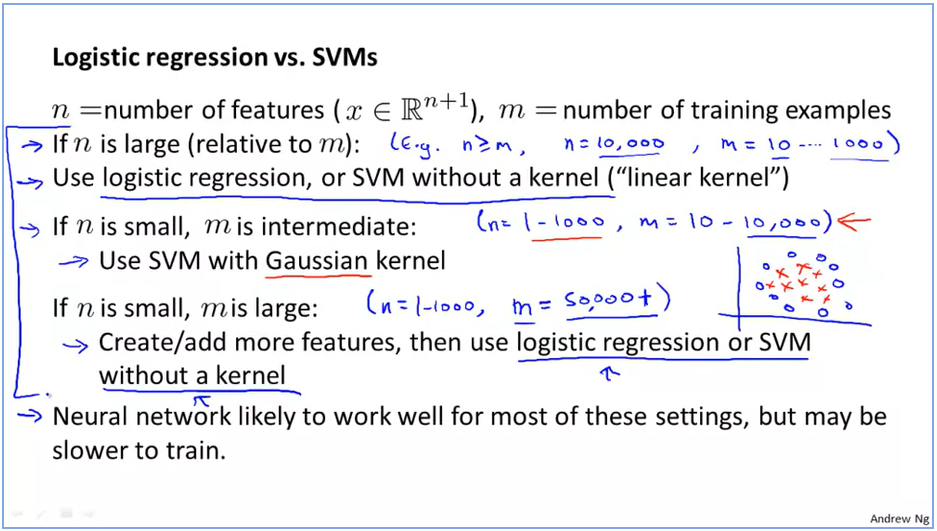 Logistic regression vs. SVMs
n =number of features ( x ∈ ℝⁿ⁺¹), m = number of training examples
If n is large (relative to m): (E.g. n≥m, n=10,000 , m = 10 ---- 1000)
Use logistic regression, or SVM without a kernel (“linear kernel”)
If n is small, m is intermediate: (n= 1-1000 , m = 10 - 10,000)
Use SVM with Gaussian kernel
If n is small, m is large: (n=1-1000, m = 50,000+)
Create/add more features, then use logistic regression or SVM
without a kernel
Neural network likely to work well for most of these settings, but may be
slower to train.
Andrew Ng